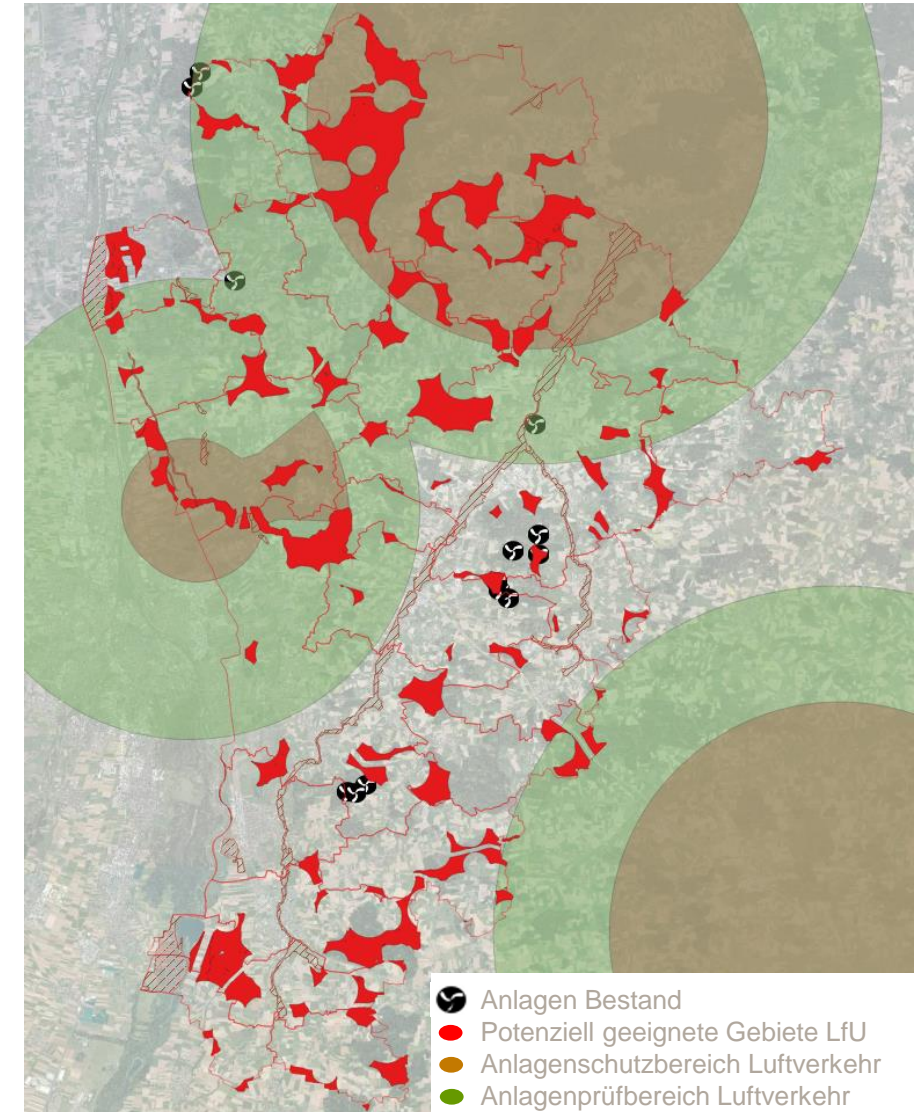 Anlagen Bestand
Potenziell geeignete Gebiete LfU
Anlagenschutzbereich Luftverkehr
Anlagenprüfbereich Luftverkehr